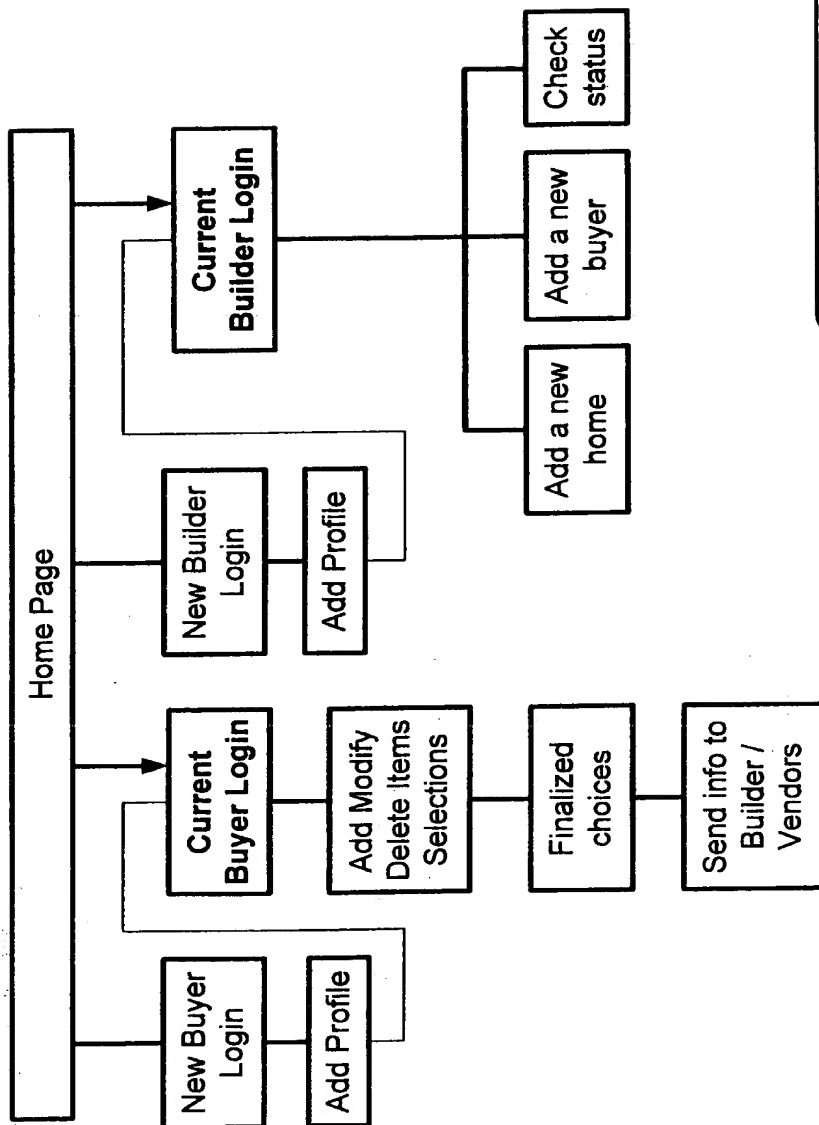 Home Page
New Buyer
Login
Add Profile
Current
Buyer Login
Add Modify
Delete Items
Selections
Finalized
choices
Send Info to
Builder /
Vendors
New Builder
Login
Add Profile
Current
Builder Login
Add a new
home
Add a new
buyer
Check
status